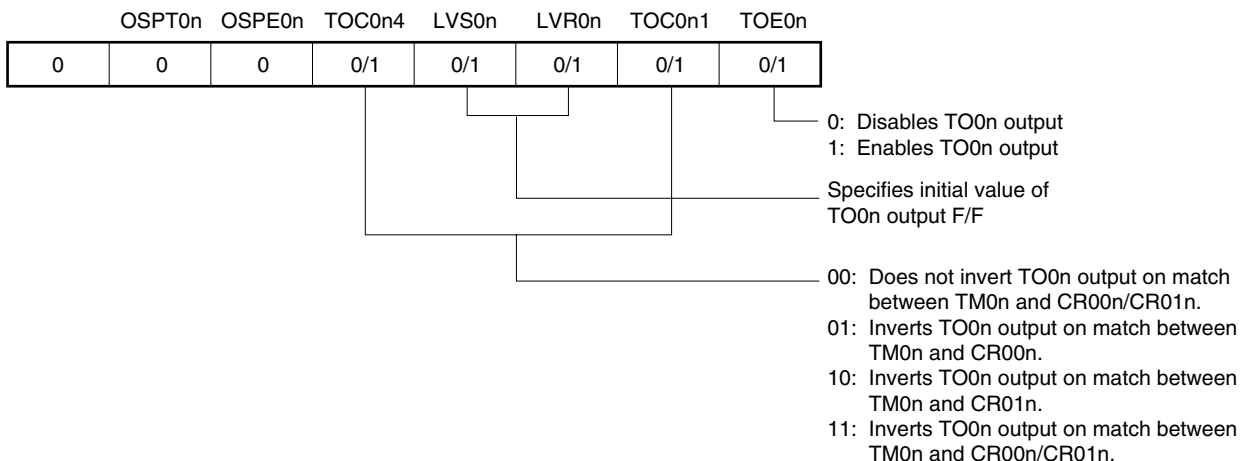 OSPT0n OSPE0n TOC0n4 LVS0n LVR0n TOC0n1 TOE0n
0 0 0 0/1 0/1 0/1 0/1 0/1
0: Disables TO0n output
1: Enables TO0n output
Specifies initial value of
TO0n output F/F
00: Does not invert TO0n output on match
between TM0n and CR00n/CR01n.
01: Inverts TO0n output on match between
TM0n and CR00n.
10: Inverts TO0n output on match between
TM0n and CR01n.
11: Inverts TO0n output on match between
TM0n and CR00n/CR01n.